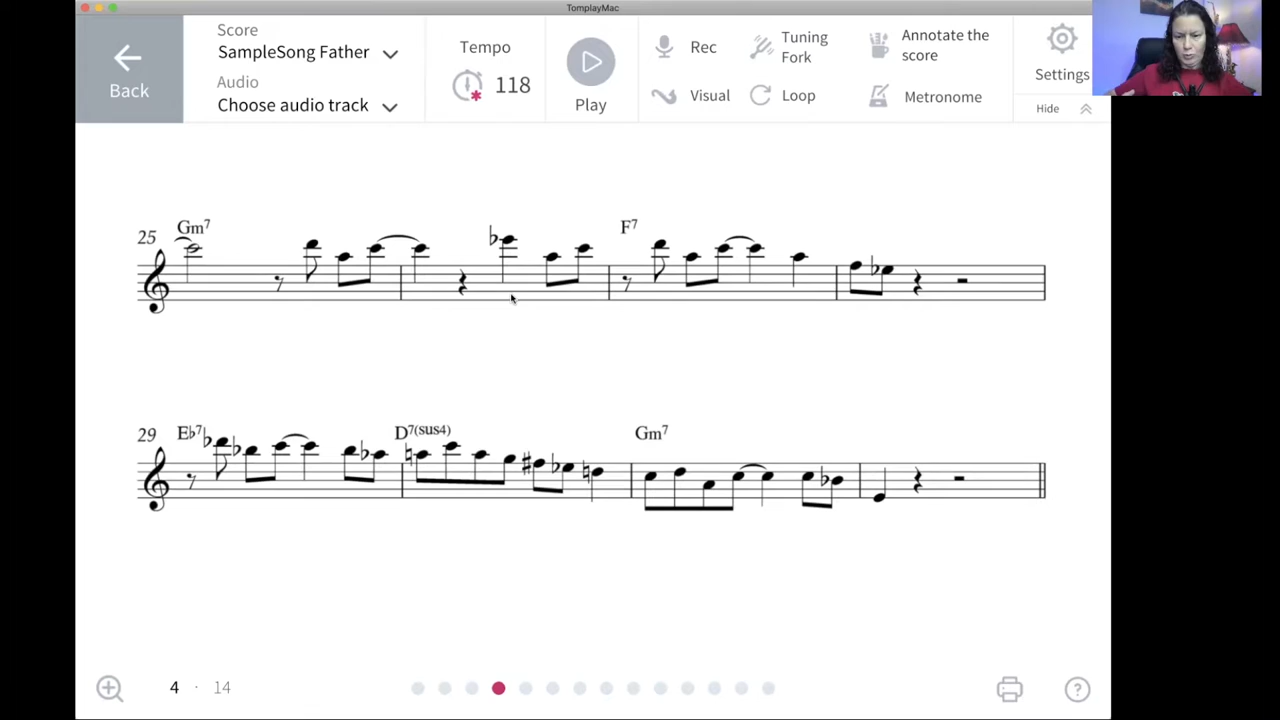 TomplayMac
Score
SampleSong Father
Audio
Choose audio track
Back
Tempo
118
Play
Rec
Visual
Tuning
Fork
Loop
Annotate the
score
Metronome
Settings
Hide
25
Gm7
F7
29
Eb7
D7(sus4)
Gm7
4 · 14
?